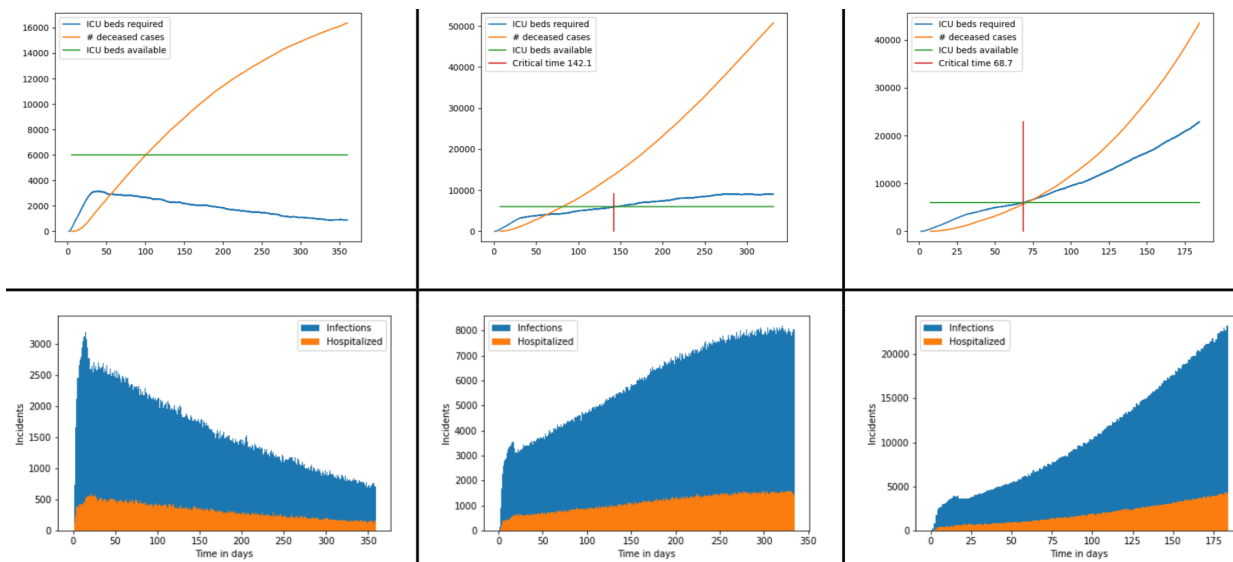 ICU beds required
# deceased cases
ICU beds available
16000
14000
12000
10000
8000
6000
4000
2000
0
0 50 100 150 200 250 300 350
ICU beds required
# deceased cases
ICU beds available
Critical time 142.1
50000
40000
30000
20000
10000
0
0 50 100 150 200 250 300
ICU beds required
# deceased cases
ICU beds available
Critical time 68.7
40000
30000
20000
10000
0
0 25 50 75 100 125 150 175
Infections
Hospitalized
Incidents
3000
2500
2000
1500
1000
500
0
0 50 100 150 200 250 300 350
Time in days
Infections
Hospitalized
Incidents
8000
7000
6000
5000
4000
3000
2000
1000
0
0 50 100 150 200 250 300 350
Time in days
Infections
Hospitalized
Incidents
20000
15000
10000
5000
0
0 25 50 75 100 125 150 175
Time in days